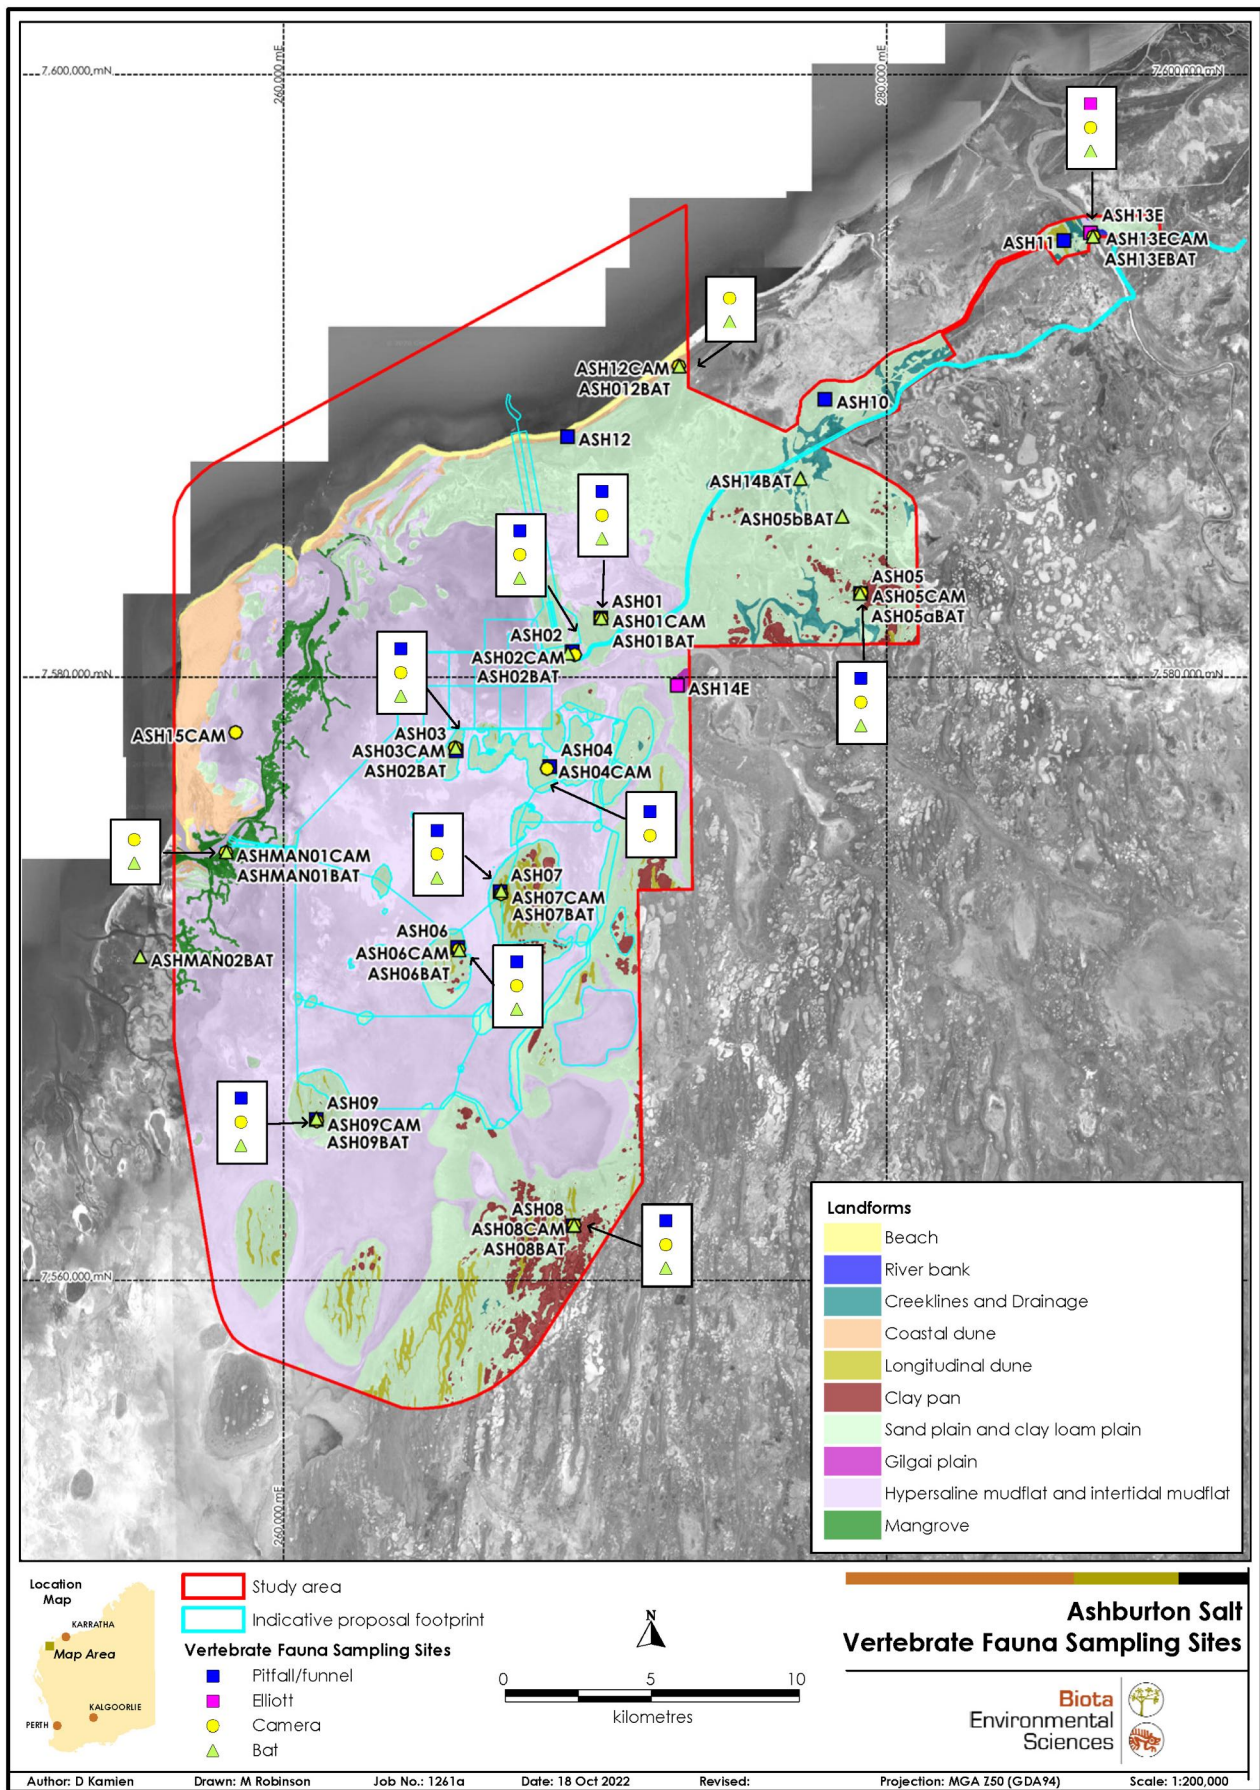 7,600,000 mN
260,000 mE
280,000 mE
7,600,000 mN
ASH13E
ASH11
ASH13ECAM
ASH13EBAT
ASH12CAM
ASH012BAT
ASH10
ASH12
ASH14BAT
ASH05bBAT
ASH01
ASH01CAM
ASH01BAT
ASH05
ASH05CAM
ASH05aBAT
ASH02
ASH02CAM
ASH02BAT
7,580,000 mN
7,580,000 mN
ASH14E
ASH15CAM
ASH03
ASH03CAM
ASH02BAT
ASH04
ASH04CAM
ASHMAN01CAM
ASHMAN01BAT
ASH07
ASH07CAM
ASH07BAT
ASH06
ASH06CAM
ASH06BAT
ASHMAN02BAT
ASH09
ASH09CAM
ASH09BAT
ASH08
ASH08CAM
ASH08BAT
7,560,000 mN
260,000 mE
Landforms
Beach
River bank
Creeklines and Drainage
Coastal dune
Longitudinal dune
Clay pan
Sand plain and clay loam plain
Gilgai plain
Hypersaline mudflat and intertidal mudflat
Mangrove
Location
Map
KARRATHA
Map Area
KALGOORLIE
PERTH
Study area
Indicative proposal footprint
Vertebrate Fauna Sampling Sites
Pitfall/funnel
Elliott
Camera
Bat
N
0 5 10
kilometres
Ashburton Salt
Vertebrate Fauna Sampling Sites
Biota
Environmental
Sciences
Author: D Kamien Drawn: M Robinson Job No.: 1261a Date: 18 Oct 2022 Revised: Projection: MGA Z50 (GDA94) Scale: 1:200,000